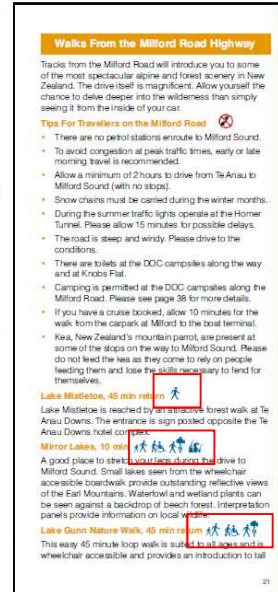 Walks From the Milford Road Highway
Tracks from the Milford Road will introduce you to some
of the most spectacular alpine and forest scenery in New
Zealand. The drive itself is magnificent. Allow yourself the
chance to delve deeper into the wilderness than simply
seeing it from the inside of your car.
Tips For Travellers on the Milford Road
• There are no petrol stations enroute to Milford Sound.
• To avoid congestion at peak traffic times, early or late
morning travel is recommended.
• Allow a minimum of 2 hours to drive from Te Anau to
Milford Sound (with no stops).
• Snow chains must be carried during the winter months.
• During the summer traffic lights operate at the Homer
Tunnel. Please allow 15 minutes for possible delays.
• The road is steep and windy. Please drive to the
conditions.
• There are toilets at the DOC campsites along the way
and at Knobs Flat.
• Camping is permitted at the DOC campsites along the
Milford Road. Please see page 38 for more details.
• If you have a cruise booked, allow 10 minutes for the
walk from the carpark at Milford to the boat terminal.
• Kea, New Zealand's mountain parrot, are present at
some of the stops on the way to Milford Sound. Please
do not feed the kea as they come to rely on people
feeding them and lose the skills necessary to fend for
themselves.
Lake Mistletoe, 45 min return
Lake Mistletoe is reached by an attractive forest walk at Te
Anau Downs. The entrance is sign posted opposite the Te
Anau Downs hotel complex.
Mirror Lakes, 10 min
A good place to stretch your legs during the drive to
Milford Sound. Small lakes seen from the wheelchair
accessible boardwalk provide outstanding reflective views
of the Earl Mountains. Waterfowl and wetland plants can
be seen against a backdrop of beech forest. Interpretation
panels provide information on local wildlife.
Lake Gunn Nature Walk, 45 min return
This easy 45 minute loop walk is suited to all ages and is
wheelchair accessible and provides an introduction to tall
21